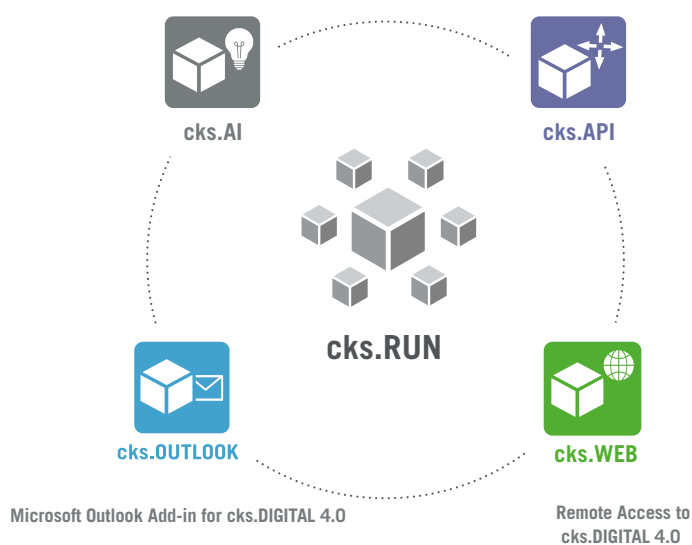 cks.AI
cks.API
cks.RUN
cks.OUTLOOK
cks.WEB
Microsoft Outlook Add-in for cks.DIGITAL 4.0
Remote Access to
cks.DIGITAL 4.0